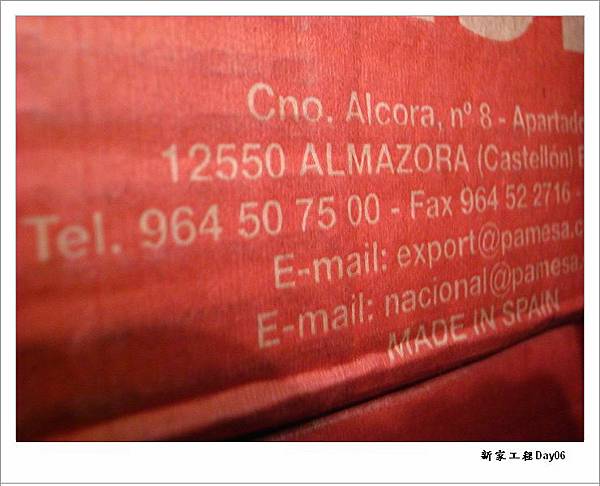 Cno. Alcora, nº 8 - Apartado
12550 ALMAZORA (Castellón)
Tel. 964 50 75 00 - Fax 964 52 2716 -
E-mail: export@pamesa.c
E-mail: nacional@pamesa.
MADE IN SPAIN
新家工程Day06